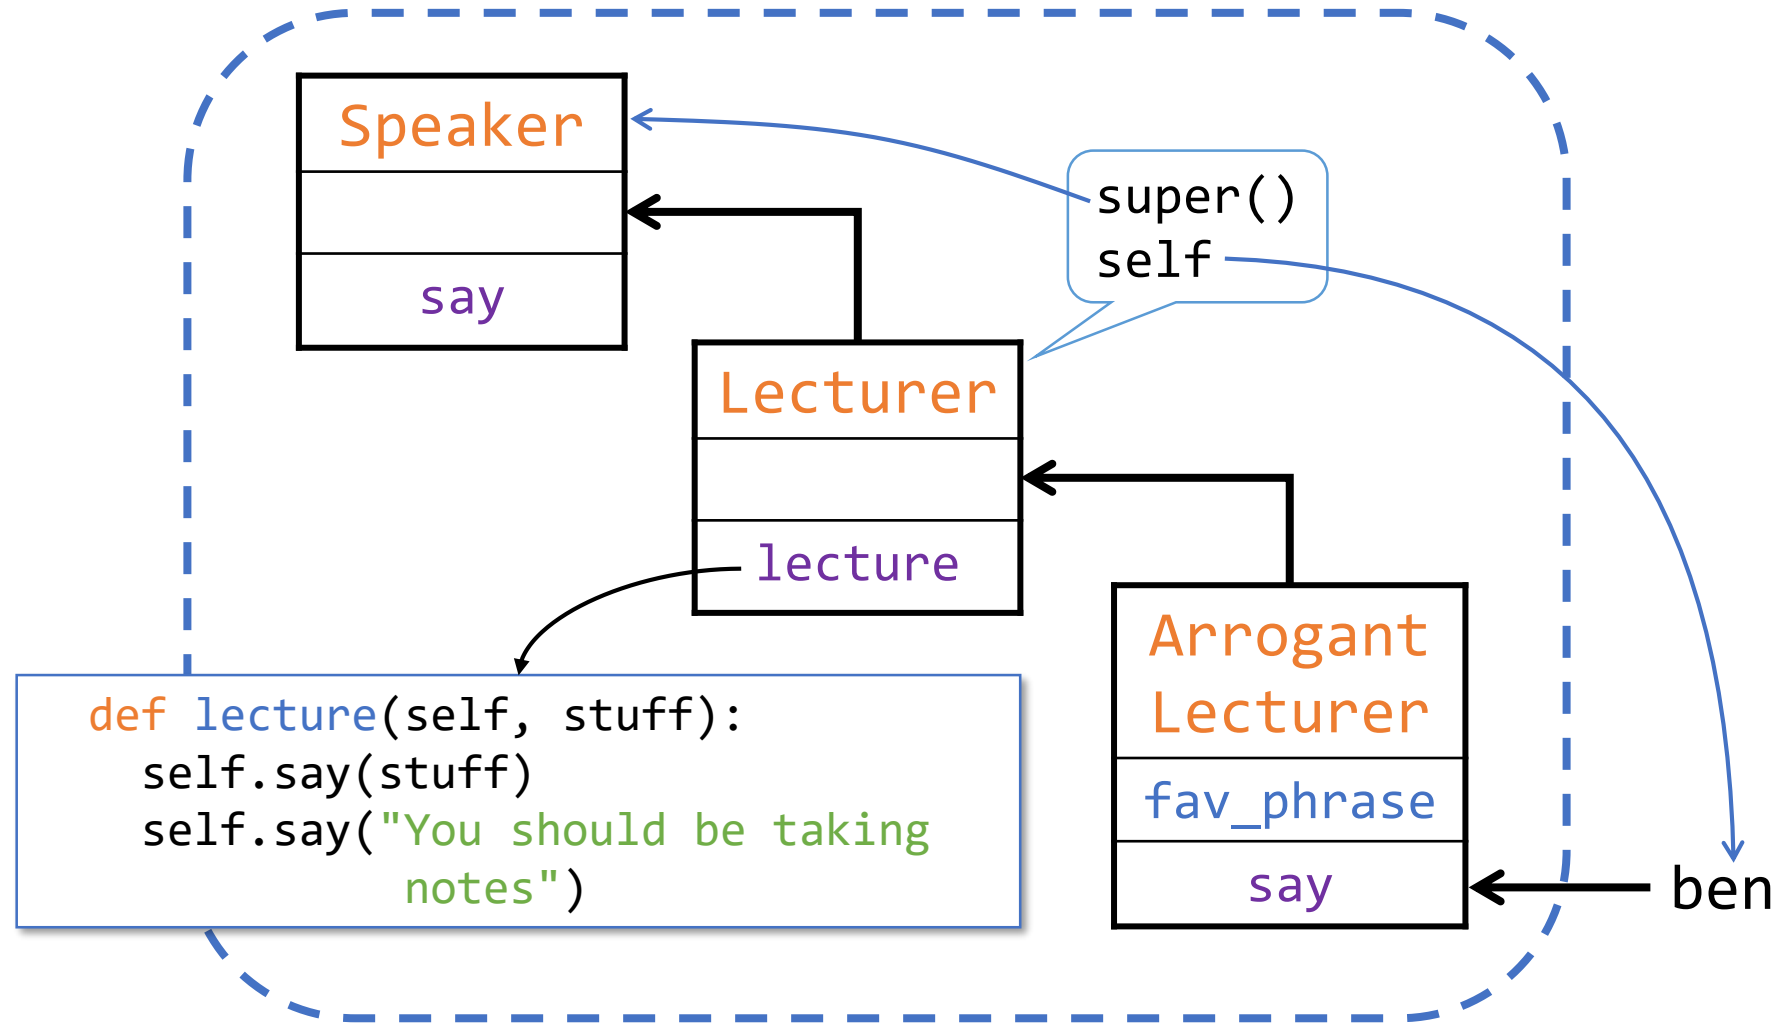 Speaker
say
super()
self
Lecturer
lecture
Arrogant
Lecturer
fav_phrase
say
ben
def lecture(self, stuff):
self.say(stuff)
self.say("You should be taking
notes")